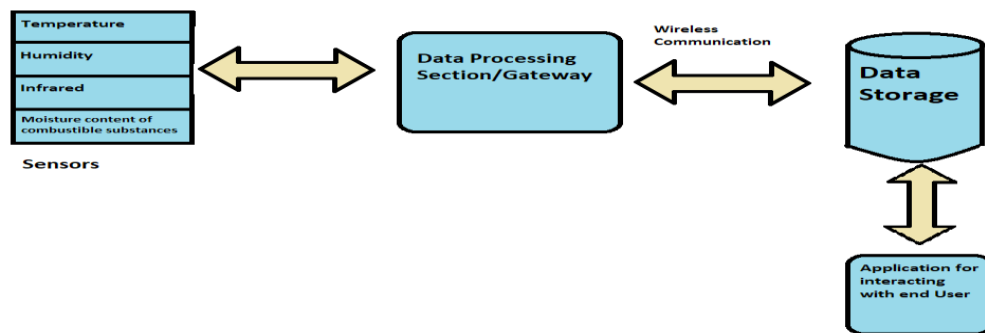 Temperature
Humidity
Infrared
Moisture content of
combustible substances
Sensors
Data Processing
Section/Gateway
Wireless
Communication
Data
Storage
Application for
interacting
with end User